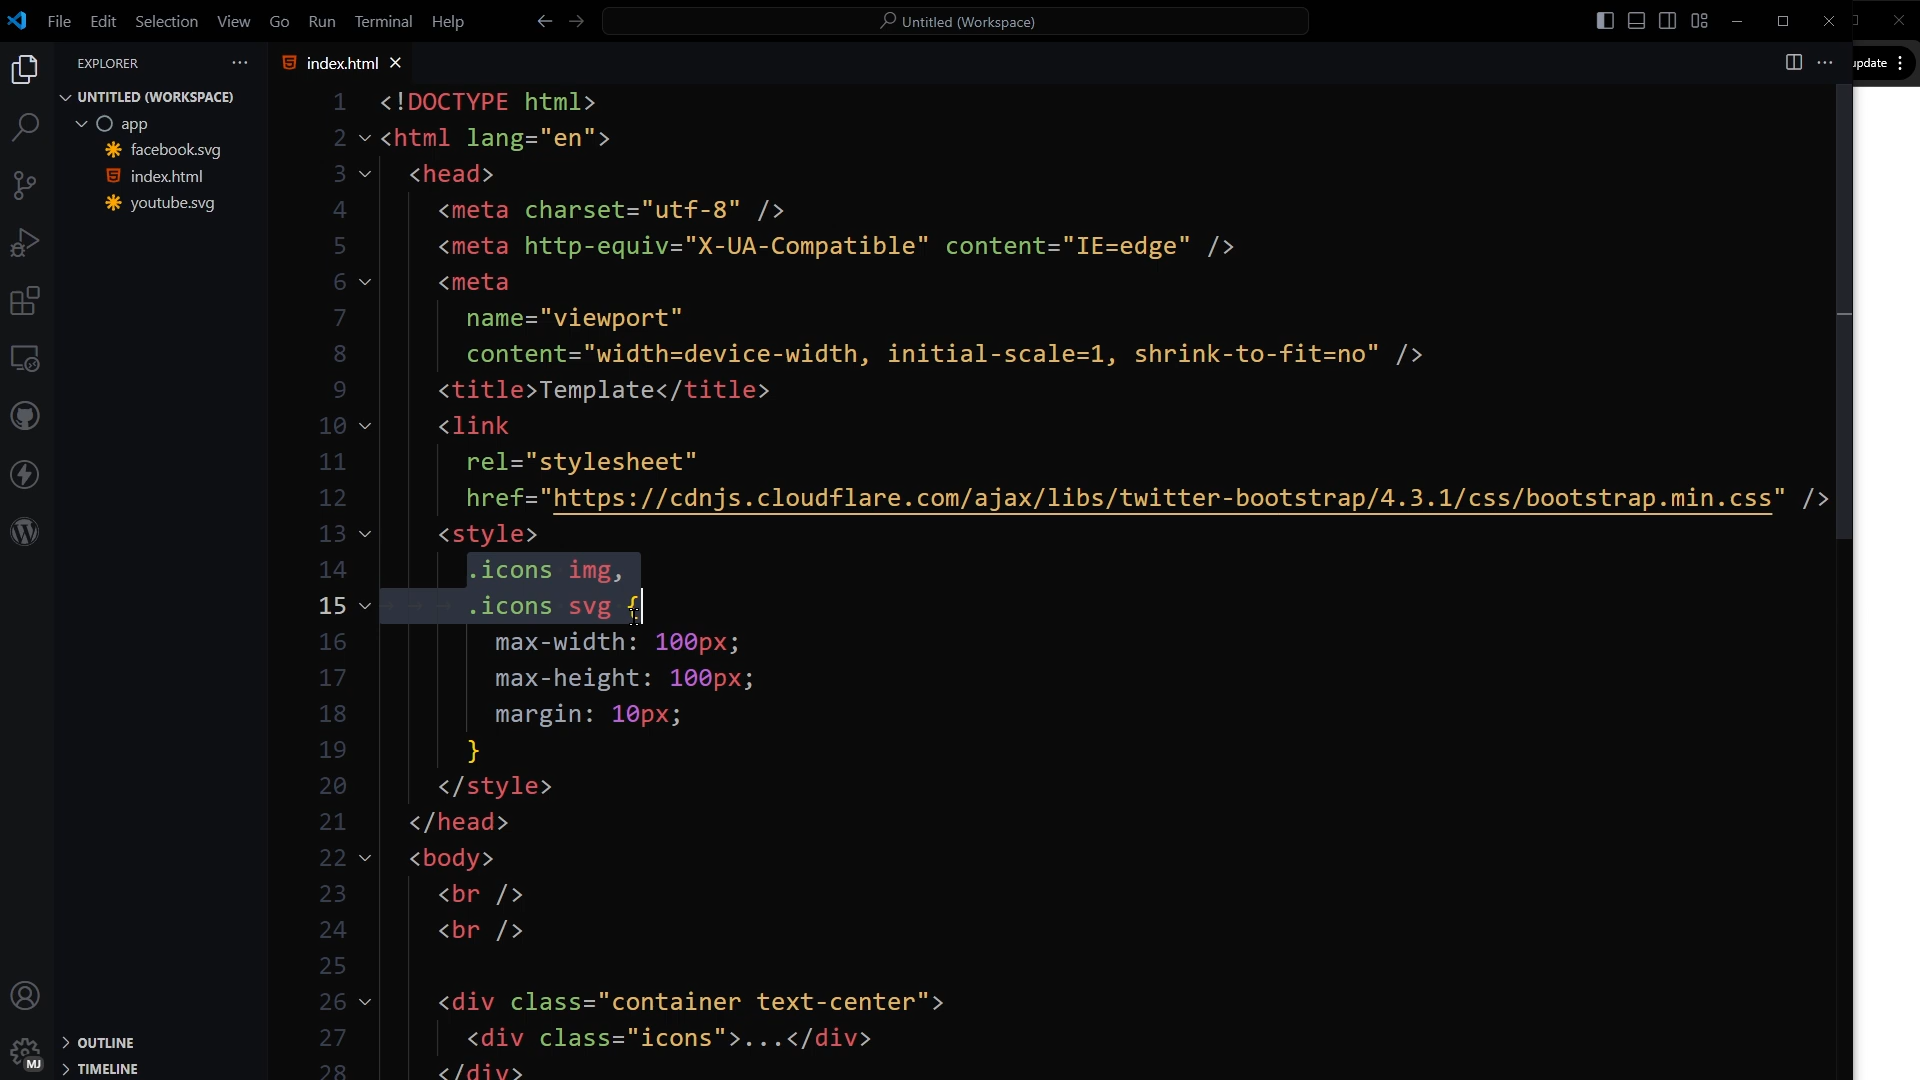 File Edit Selection View Go Run Terminal Help
Untitled (Workspace)
EXPLORER
index.html
update
UNTITLED (WORKSPACE)
app
facebook.svg
index.html
youtube.svg
1 <!DOCTYPE html>
2 <html lang="en">
3 <head>
4 <meta charset="utf-8" />
5 <meta http-equiv="X-UA-Compatible" content="IE=edge" />
6 <meta
7 name="viewport"
8 content="width=device-width, initial-scale=1, shrink-to-fit=no" />
9 <title>Template</title>
10 <link
11 rel="stylesheet"
12 href="https://cdnjs.cloudflare.com/ajax/libs/twitter-bootstrap/4.3.1/css/bootstrap.min.css" />
13 <style>
14 .icons img,
15 .icons svg {
16 max-width: 100px;
17 max-height: 100px;
18 margin: 10px;
19 }
20 </style>
21 </head>
22 <body>
23 <br />
24 <br />
25
26 <div class="container text-center">
27 <div class="icons">...</div>
28 </div>
OUTLINE
TIMELINE
MJ